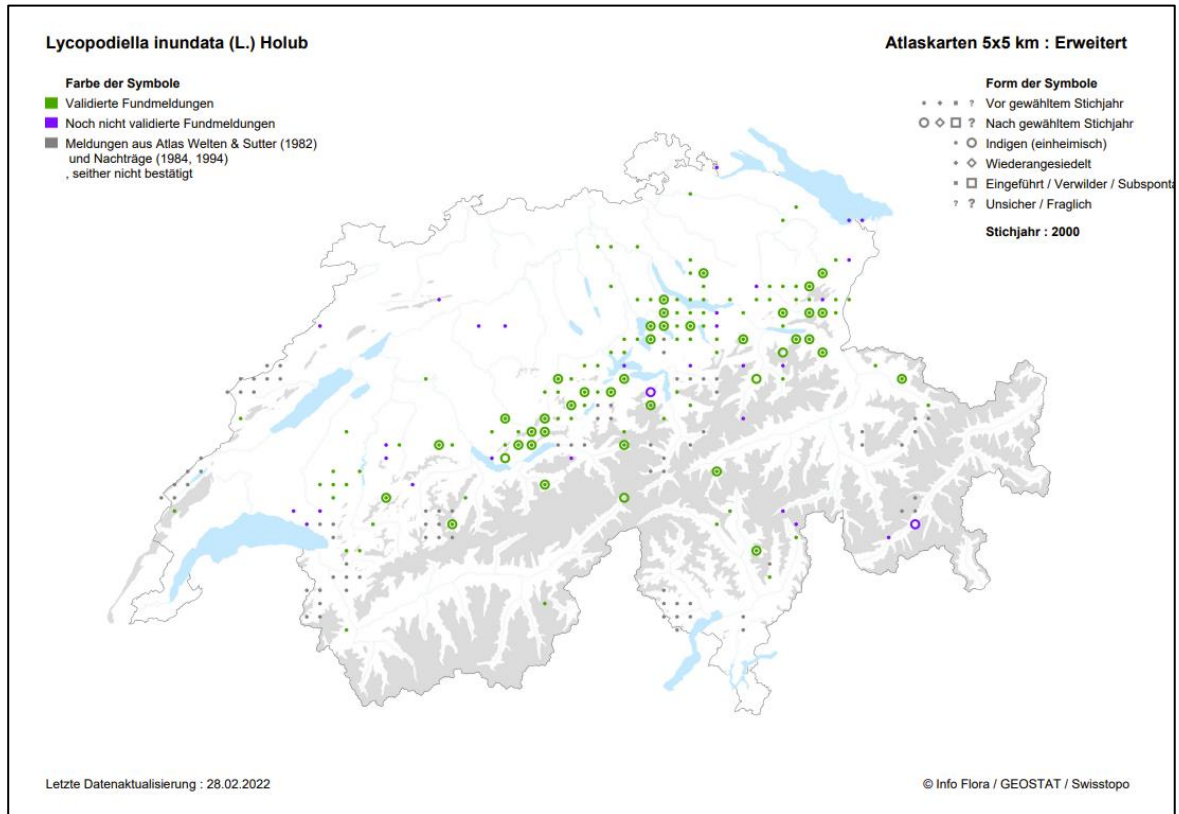 Lycopodiella inundata (L.) Holub
Atlaskarten 5x5 km : Erweitert
Farbe der Symbole
Validierte Fundmeldungen
Noch nicht validierte Fundmeldungen
Meldungen aus Atlas Welten & Sutter (1982)
und Nachträge (1984, 1994)
, seither nicht bestätigt
Form der Symbole
? Vor gewähltem Stichjahr
? Nach gewähltem Stichjahr
Indigen (einheimisch)
Wiederangesiedelt
Eingeführt / Verwilder / Subsponta
? ? Unsicher / Fraglich
Stichjahr : 2000
Letzte Datenaktualisierung : 28.02.2022
© Info Flora / GEOSTAT / Swisstopo